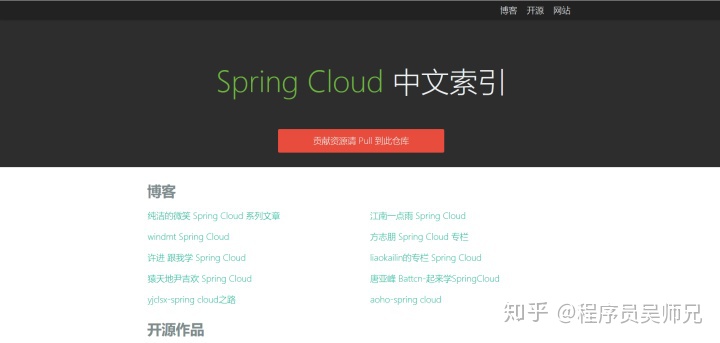 博客 开源 网站
Spring Cloud 中文索引
贡献资源请 Pull 到此仓库
博客
纯洁的微笑 Spring Cloud 系列文章
江南一点雨 Spring Cloud
windmt Spring Cloud
方志朋 Spring Cloud 专栏
许进 跟我学 Spring Cloud
liaokailin的专栏 Spring Cloud
猿天地尹吉欢 Spring Cloud
唐亚峰 Battcn-起来学SpringCloud
yjclsx-spring cloud之路
aoho-spring cloud
开源作品
知乎 @程序员吴师兄